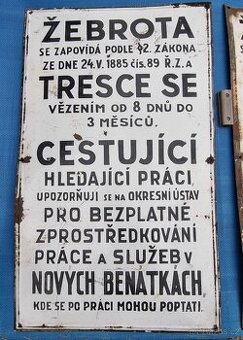 ŽEBROTA
SE ZAPOVÍDÁ PODLE §2. ZÁKONA
ZE DNE 24.V. 1885 ČÍS. 89 Ř.Z. A
TRESCE SE
VĚZENÍM OD 8 DNŮ DO
3 MĚSÍCŮ.
CESTUJÍCÍ
HLEDAJÍCÍ PRÁCI,
UPOZORŇUJI SE NA OKRESNÍ ÚSTAV
PRO BEZPLATNÉ
ZPROSTŘEDKOVÁNÍ
PRÁCE A SLUŽEB V
NOVÝCH BENÁTKÁCH,
KDE SE PO PRÁCI MOHOU POPTATI.